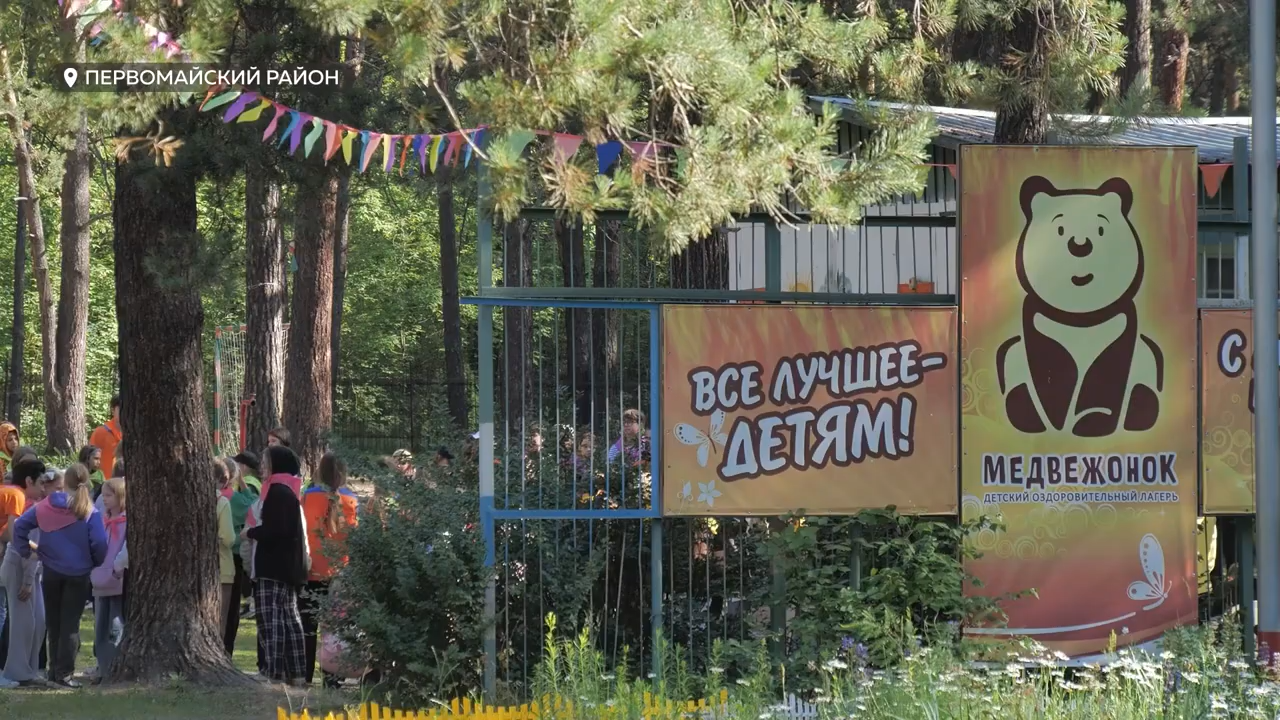 ПЕРВОМАЙСКИЙ РАЙОН
ВСЕ ЛУЧШЕЕ-
ДЕТЯМ!
МЕДВЕЖОНОК
ДЕТСКИЙ ОЗДОРОВИТЕЛЬНЫЙ ЛАГЕРЬ
С